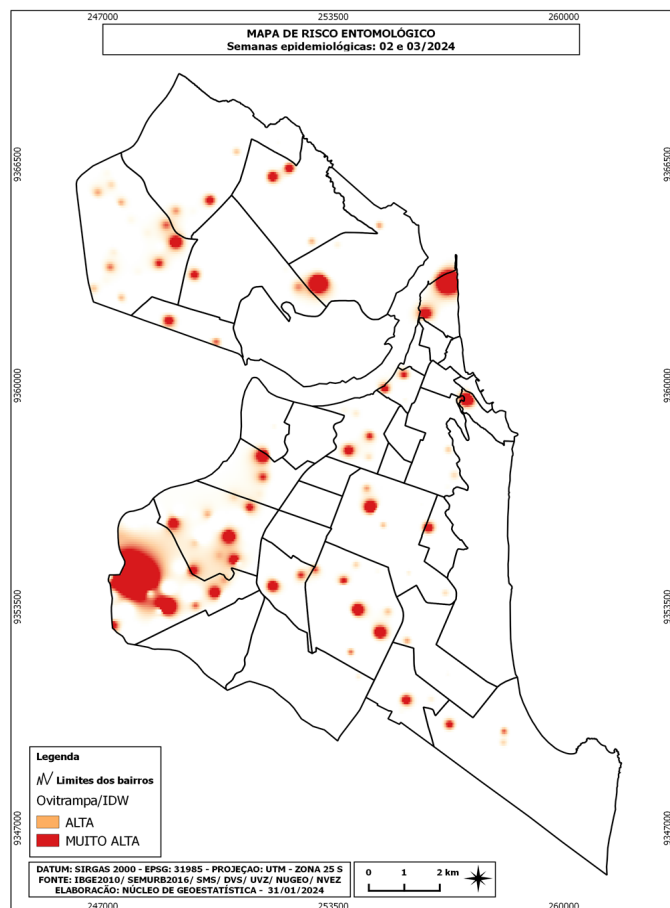 247000 253500 260000
MAPA DE RISCO ENTOMOLÓGICO
Semanas epidemiológicas: 02 e 03/2024
9366500 9366500
9360000 9360000
9353500 9353500
9347000 9347000
Legenda
Limites dos bairros
Ovitrampa/IDW
ALTA
MUITO ALTA
DATUM: SIRGAS 2000 - EPSG: 31985 - PROJEÇAO: UTM - ZONA 25 S
FONTE: IBGE2010/ SEMURB2016/ SMS/ DVS/ UVZ/ NUGEO/ NVEZ
ELABORACÃO: NÚCLEO DE GEOESTATÍSTICA - 31/01/2024
0 1 2 km
247000 253500 260000